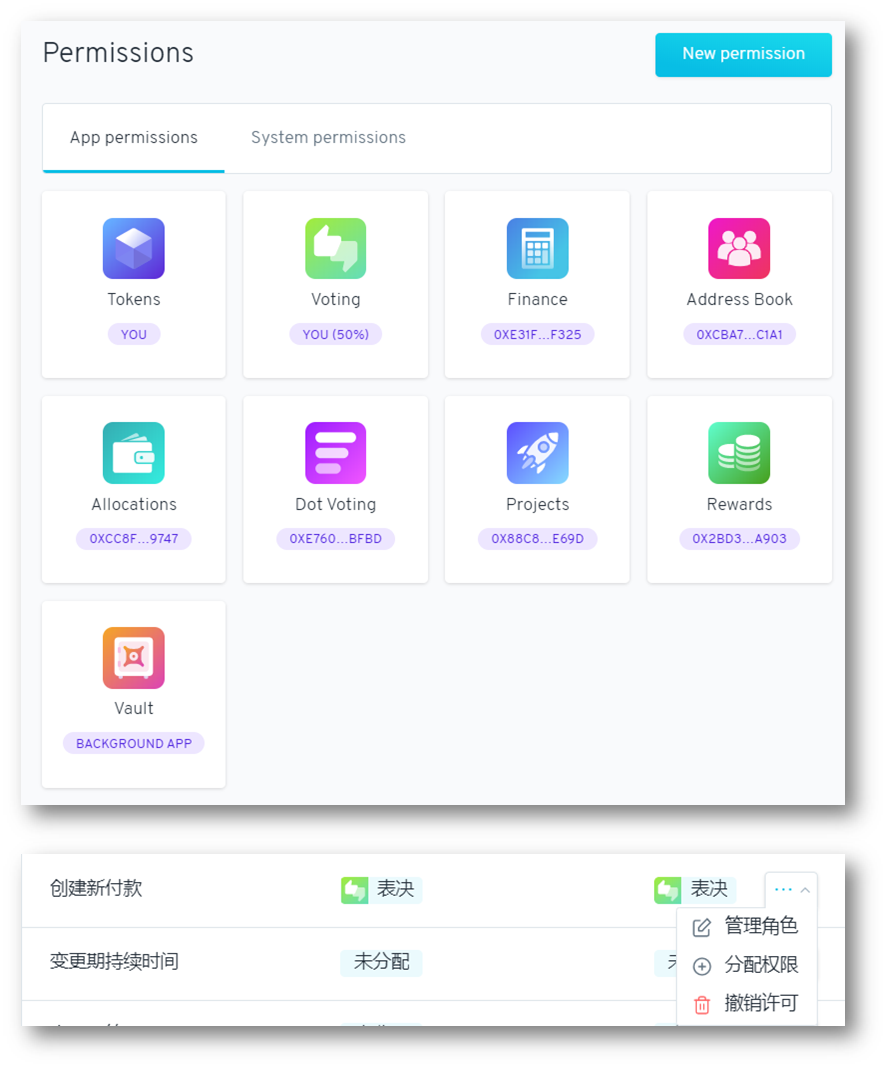 Permissions
New permission
App permissions
System permissions
Tokens
Voting
Finance
Address Book
YOU
YOU (50%)
0XE31F...F325
0XCBA7...C1A1
Allocations
Dot Voting
Projects
Rewards
0XCC8F...9747
0XE760...BFBD
0X88C8...E69D
0X2BD3...A903
Vault
BACKGROUND APP
创建新付款
表决
表决
管理角色
变更期持续时间
未分配
分配权限
撤销许可